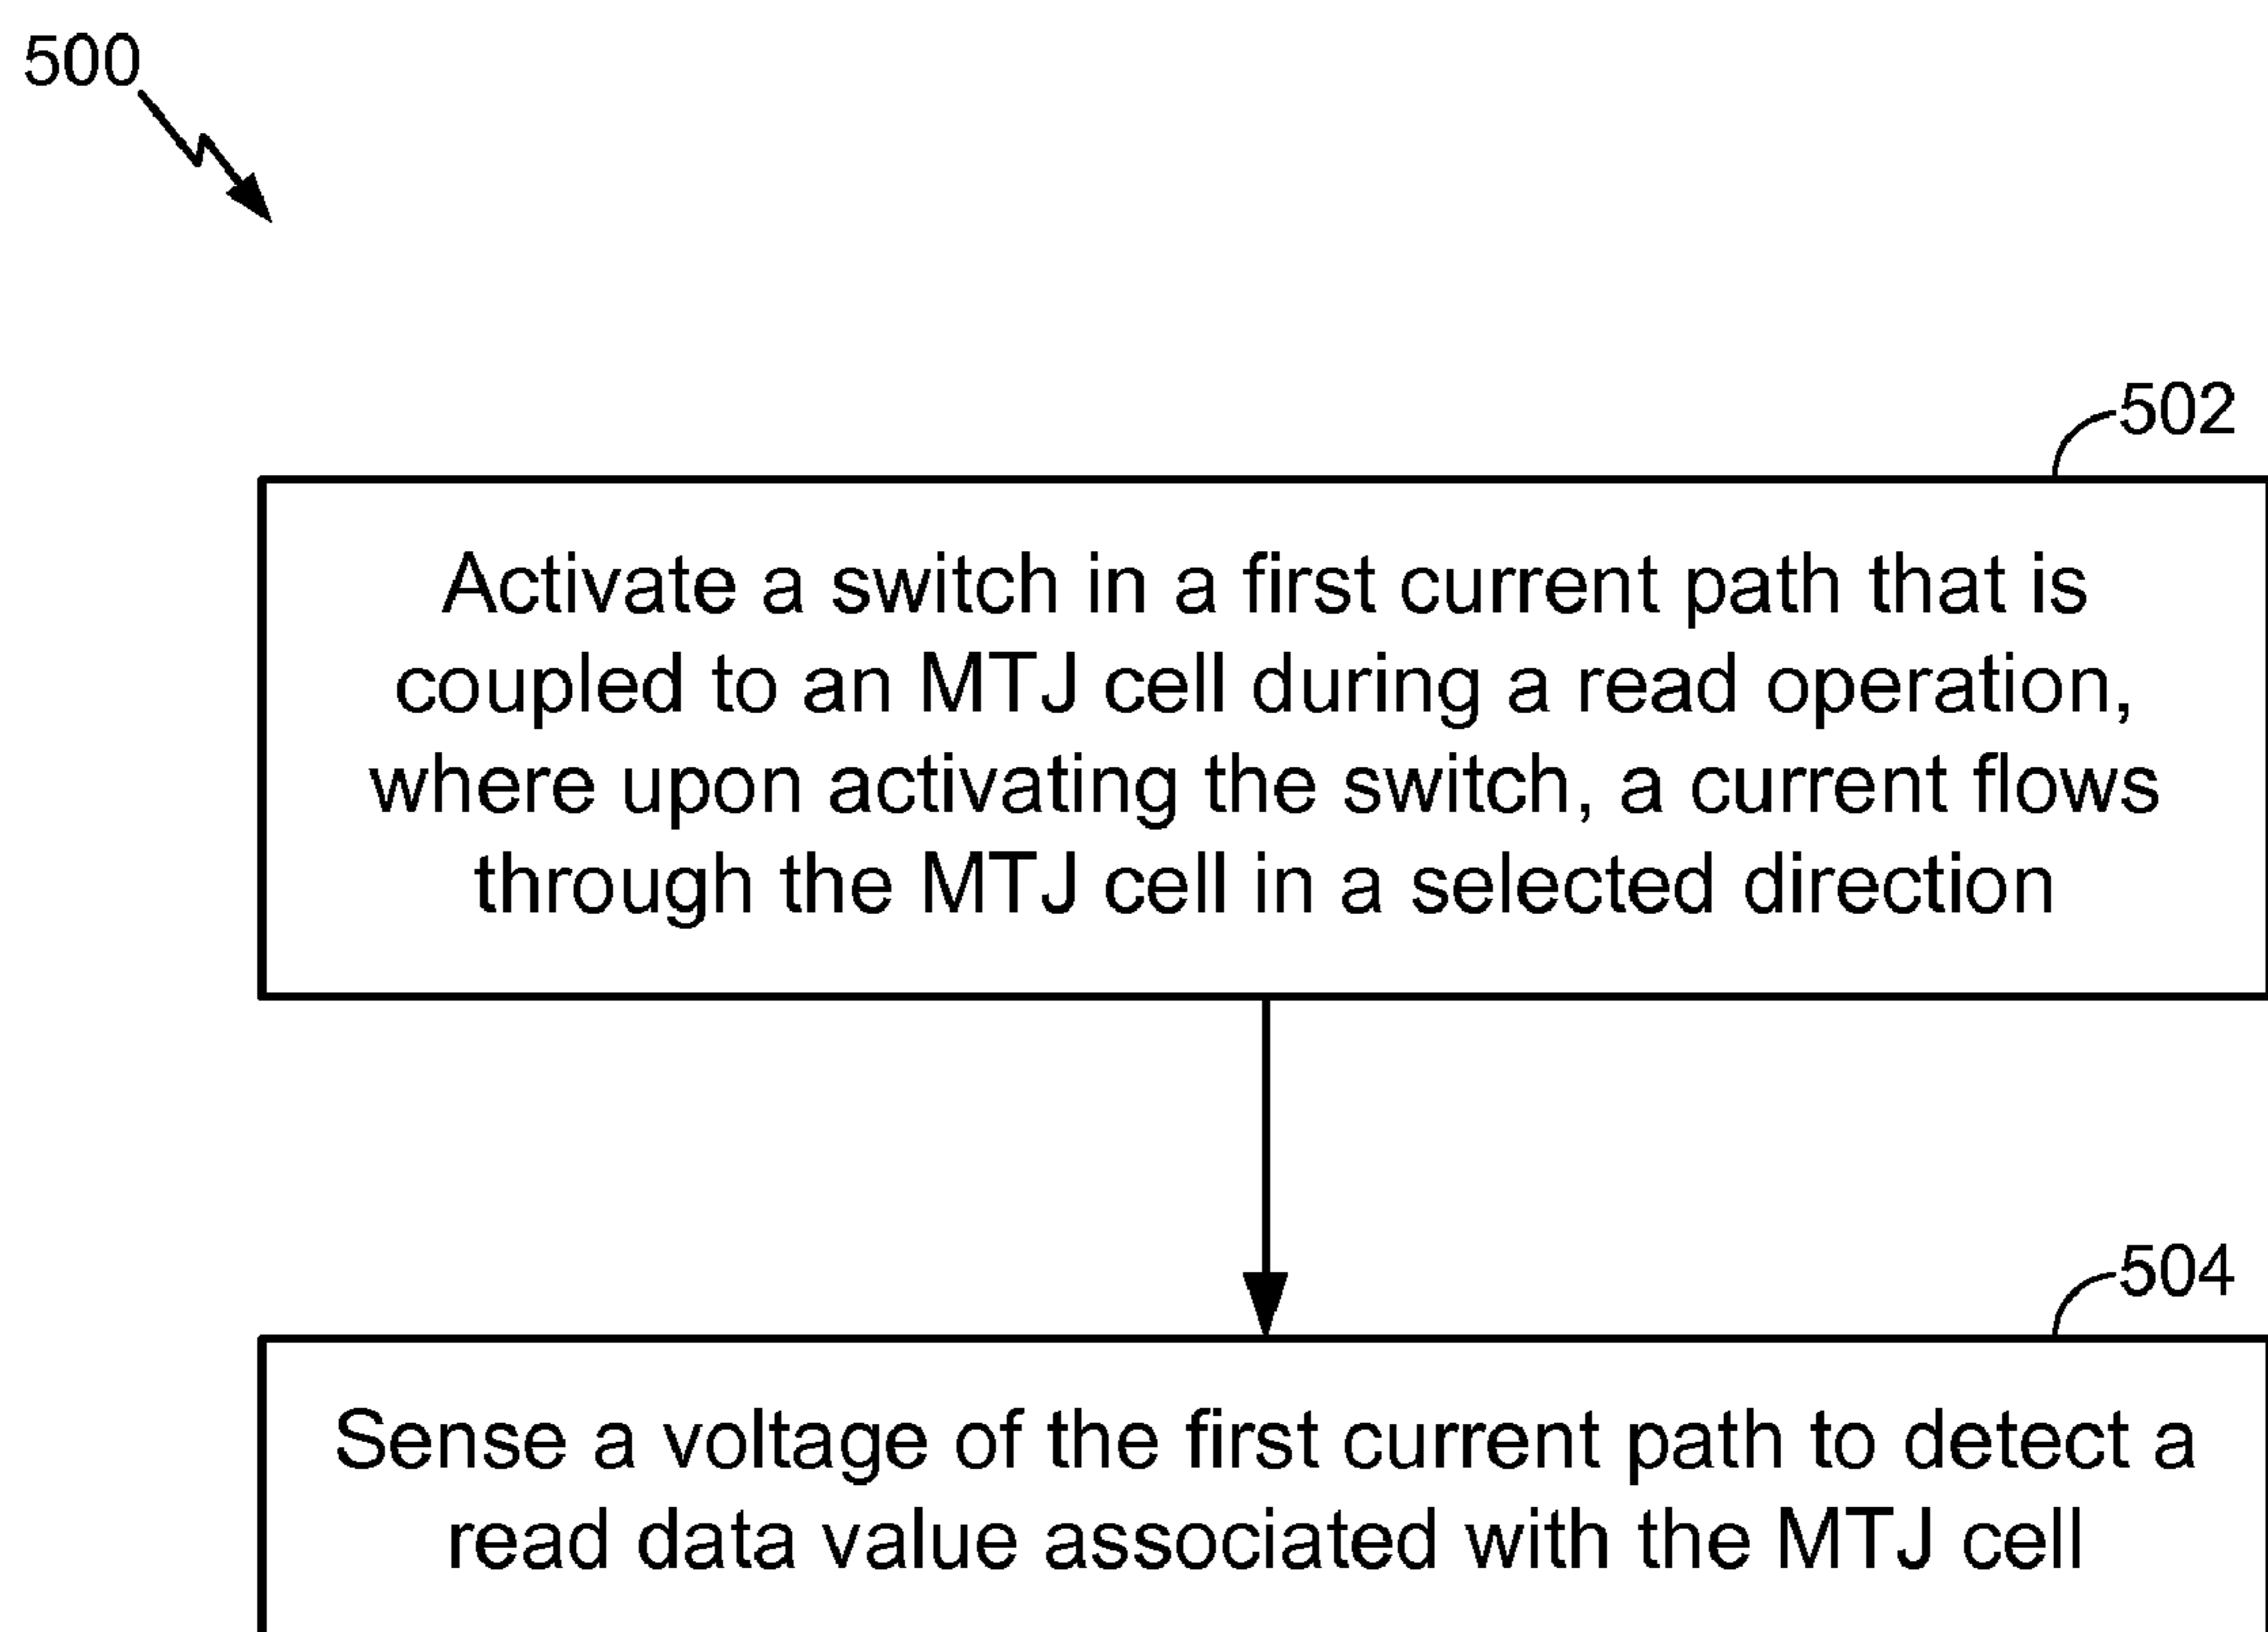 500
502
Activate a switch in a first current path that is
coupled to an MTJ cell during a read operation,
where upon activating the switch, a current flows
through the MTJ cell in a selected direction
504
Sense a voltage of the first current path to detect a
read data value associated with the MTJ cell